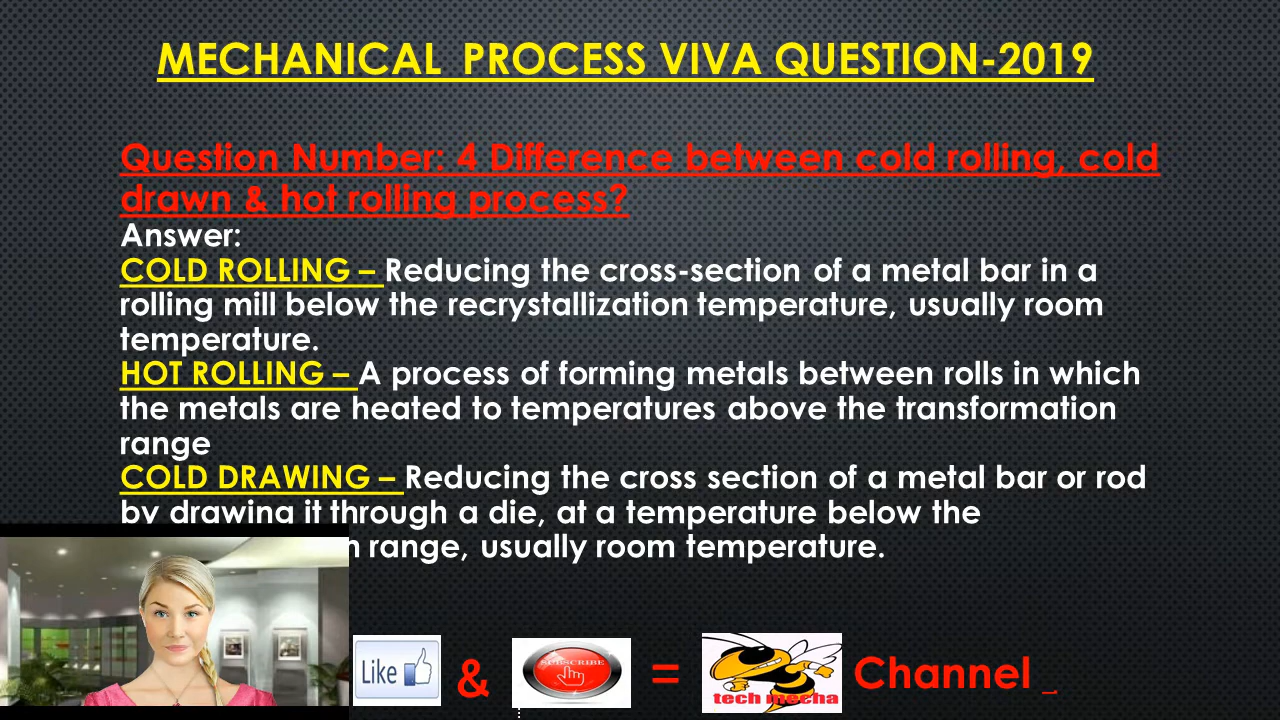 MECHANICAL PROCESS VIVA QUESTION-2019
Question Number: 4 Difference between cold rolling, cold
drawn & hot rolling process?
Answer:
COLD ROLLING – Reducing the cross-section of a metal bar in a
rolling mill below the recrystallization temperature, usually room
temperature.
HOT ROLLING – A process of forming metals between rolls in which
the metals are heated to temperatures above the transformation
range
COLD DRAWING – Reducing the cross section of a metal bar or rod
by drawing it through a die, at a temperature below the
range, usually room temperature.
Like & SUBSCRIBE = tech mecha Channel